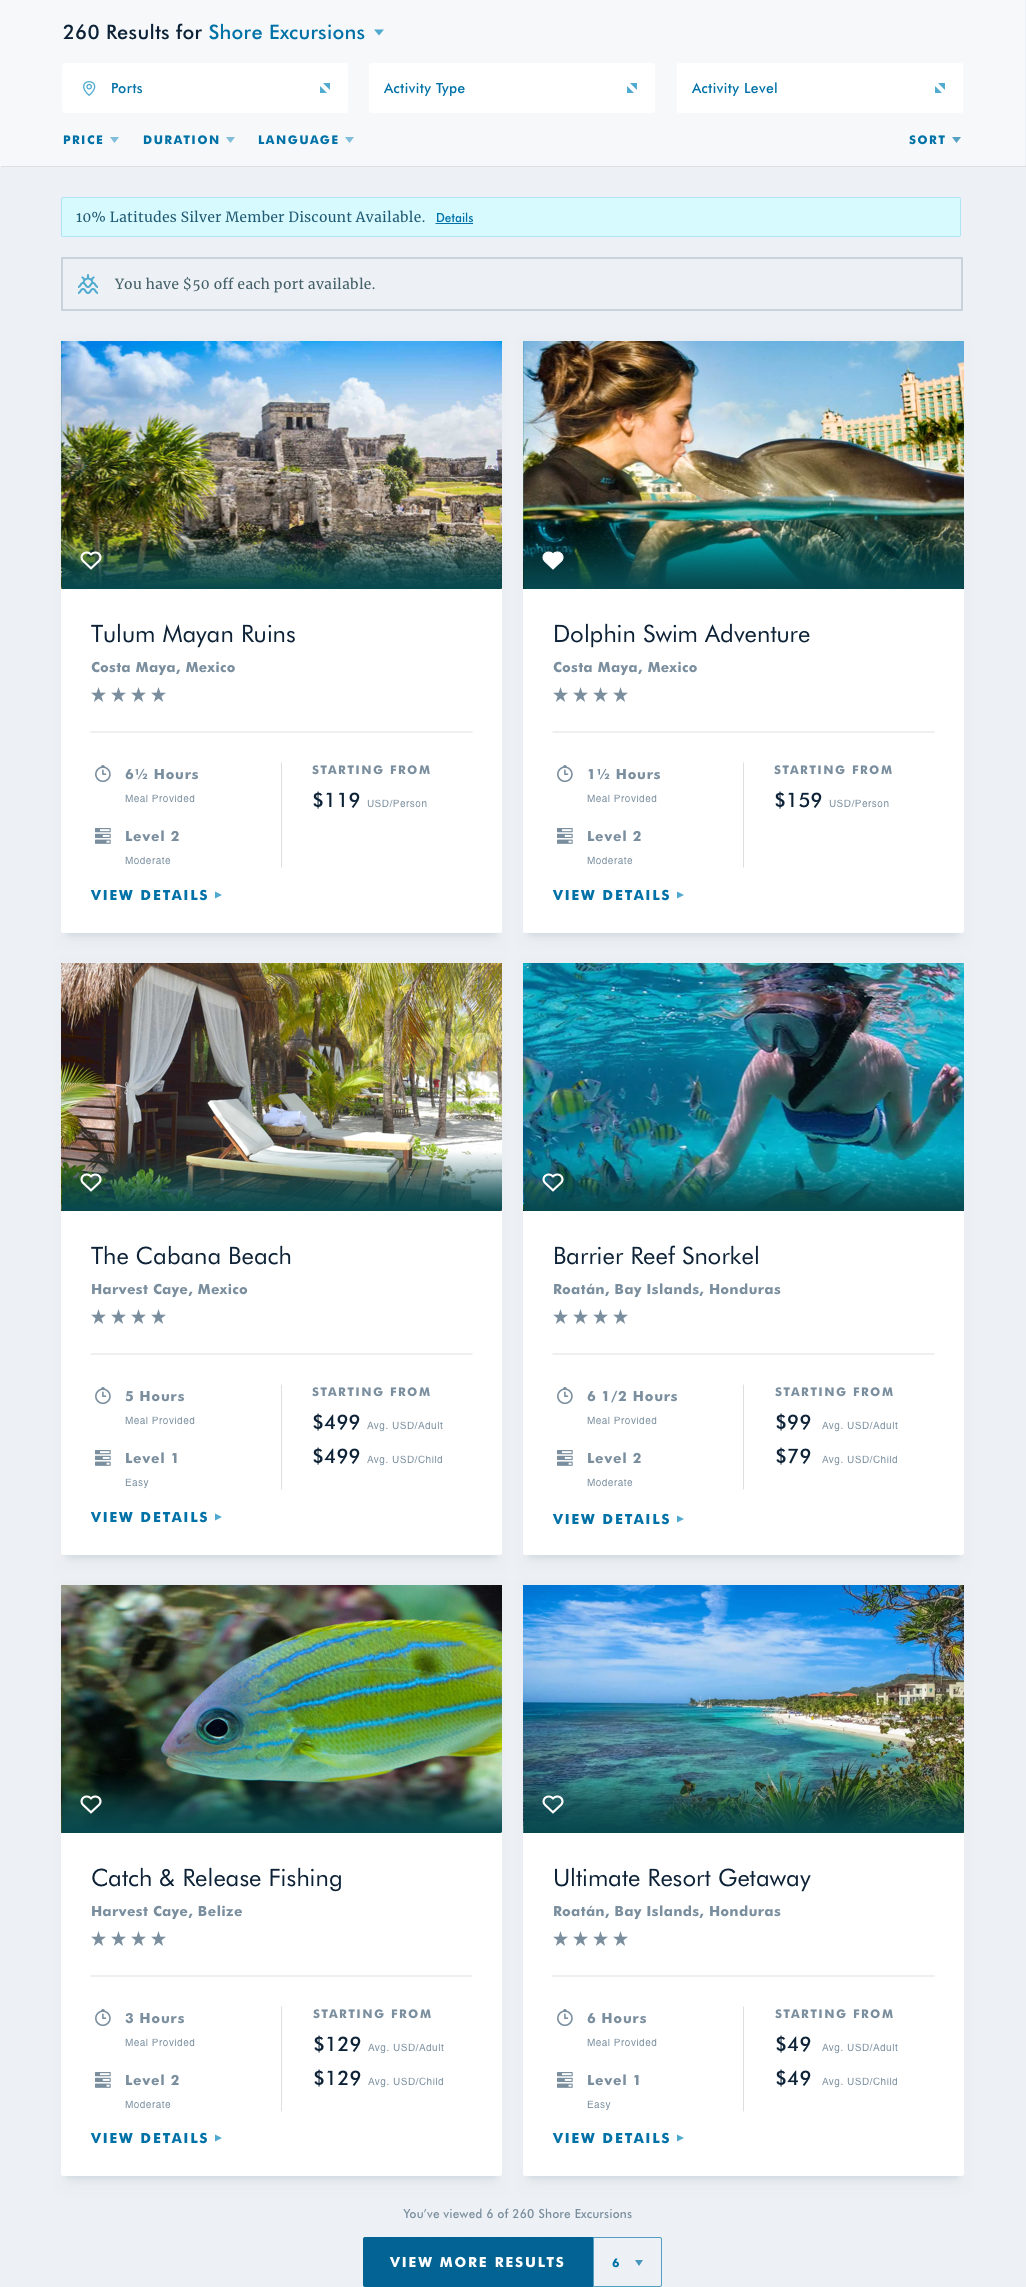 260 Results for Shore Excursions
Ports
Activity Type
Activity Level
PRICE
DURATION
LANGUAGE
SORT
10% Latitudes Silver Member Discount Available. Details
You have $50 off each port available.
Tulum Mayan Ruins
Costa Maya, Mexico
6½ Hours
Meal Provided
Level 2
Moderate
STARTING FROM
$119 USD/Person
VIEW DETAILS
Dolphin Swim Adventure
Costa Maya, Mexico
1½ Hours
Meal Provided
Level 2
Moderate
STARTING FROM
$159 USD/Person
VIEW DETAILS
The Cabana Beach
Harvest Caye, Mexico
5 Hours
Meal Provided
Level 1
Easy
STARTING FROM
$499 Avg. USD/Adult
$499 Avg. USD/Child
VIEW DETAILS
Barrier Reef Snorkel
Roatán, Bay Islands, Honduras
6 1/2 Hours
Meal Provided
Level 2
Moderate
STARTING FROM
$99 Avg. USD/Adult
$79 Avg. USD/Child
VIEW DETAILS
Catch & Release Fishing
Harvest Caye, Belize
3 Hours
Meal Provided
Level 2
Moderate
STARTING FROM
$129 Avg. USD/Adult
$129 Avg. USD/Child
VIEW DETAILS
Ultimate Resort Getaway
Roatán, Bay Islands, Honduras
6 Hours
Meal Provided
Level 1
Easy
STARTING FROM
$49 Avg. USD/Adult
$49 Avg. USD/Child
VIEW DETAILS
You've viewed 6 of 260 Shore Excursions
VIEW MORE RESULTS
6